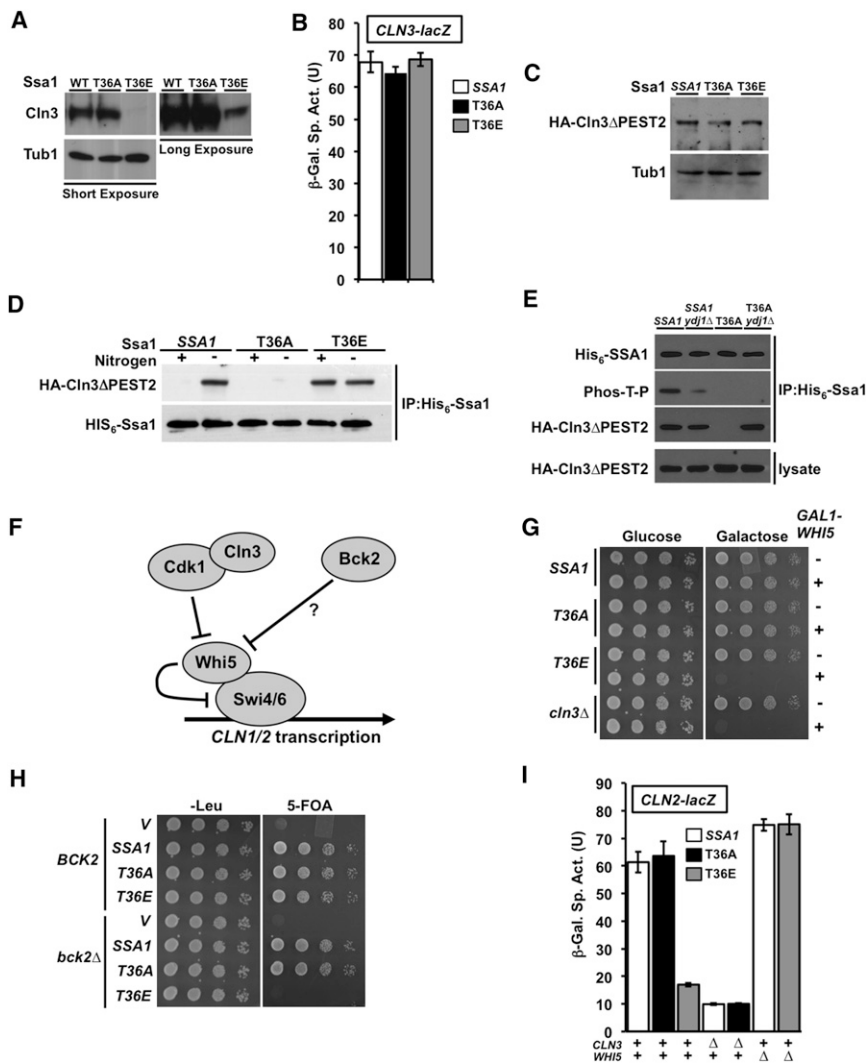 A
Ssa1 WT T36A T36E WT T36A T36E
Cln3
Tub1
Long Exposure
Short Exposure
B
CLN3-lacZ
β-Gal. Sp. Act. (U)
80
70
60
50
40
30
20
10
0
SSA1
T36A
T36E
C
Ssa1 SSA1 T36A T36E
HA-Cln3ΔPEST2
Tub1
D
Ssa1 SSA1 T36A T36E
Nitrogen + - + - + -
HA-Cln3ΔPEST2
HIS6-Ssa1
IP:His6-Ssa1
E
SSA1 SSA1 ydj1Δ T36A T36A ydj1Δ
His6-SSA1
Phos-T-P
HA-Cln3ΔPEST2
IP:His6-Ssa1
HA-Cln3ΔPEST2
lysate
F
Cdk1 Cln3 Bck2
?
Whi5
Swi4/6
CLN1/2 transcription
G
Glucose Galactose GAL1-WHI5
SSA1 -
+
T36A -
+
T36E -
+
cln3Δ -
+
H
-Leu 5-FOA
BCK2
V
SSA1
T36A
T36E
bck2Δ
V
SSA1
T36A
T36E
I
CLN2-lacZ
β-Gal. Sp. Act. (U)
90
80
70
60
50
40
30
20
10
0
SSA1
T36A
T36E
CLN3 + + + Δ Δ + +
WHI5 + + + + + Δ Δ